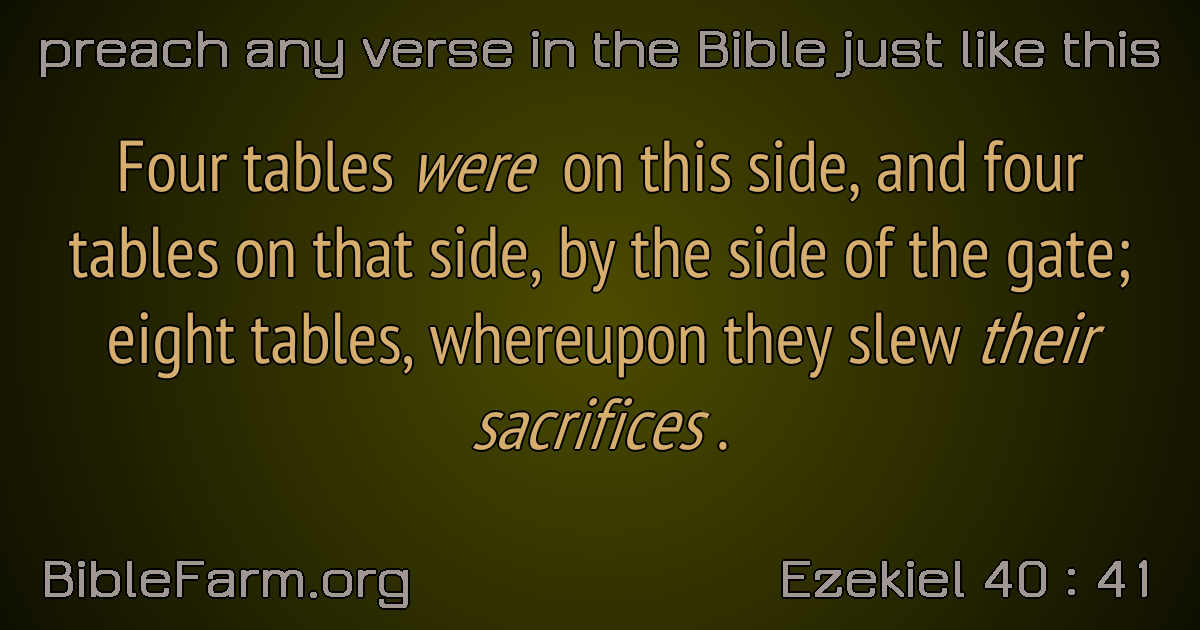 preach any verse in the Bible just like this
Four tables were on this side, and four
tables on that side, by the side of the gate;
eight tables, whereupon they slew their
sacrifices .
BibleFarm.org
Ezekiel 40 : 41